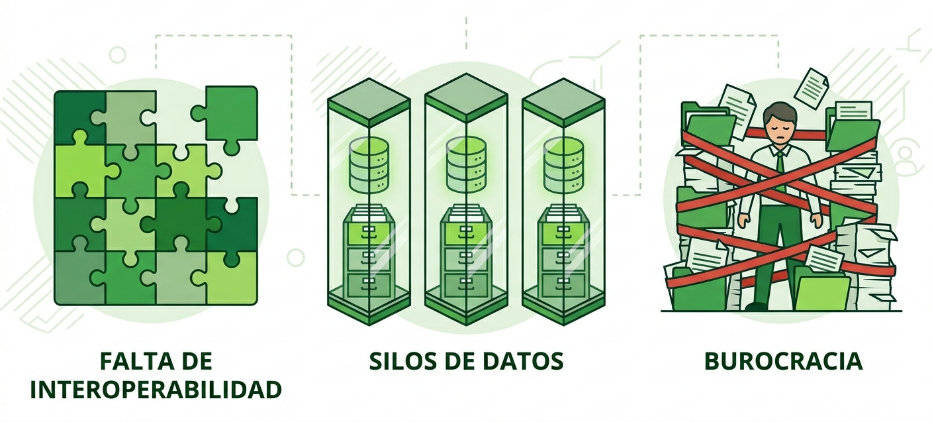 FALTA DE
INTEROPERABILIDAD
SILOS DE DATOS
BUROCRACIA